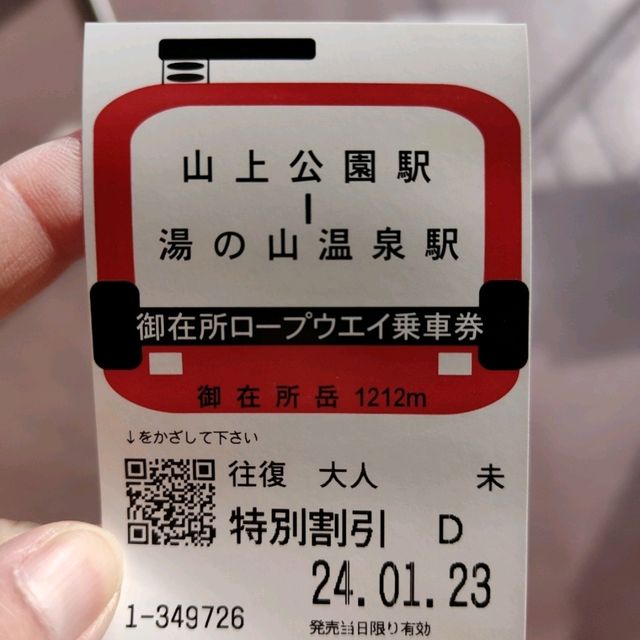 山上公園駅
ー
湯の山温泉駅
御在所ロープウエイ乗車券
御在所岳 1212m
↓をかざして下さい
往復 大人 未
特別割引 D
24.01.23
1-349726 発売当日限り有効